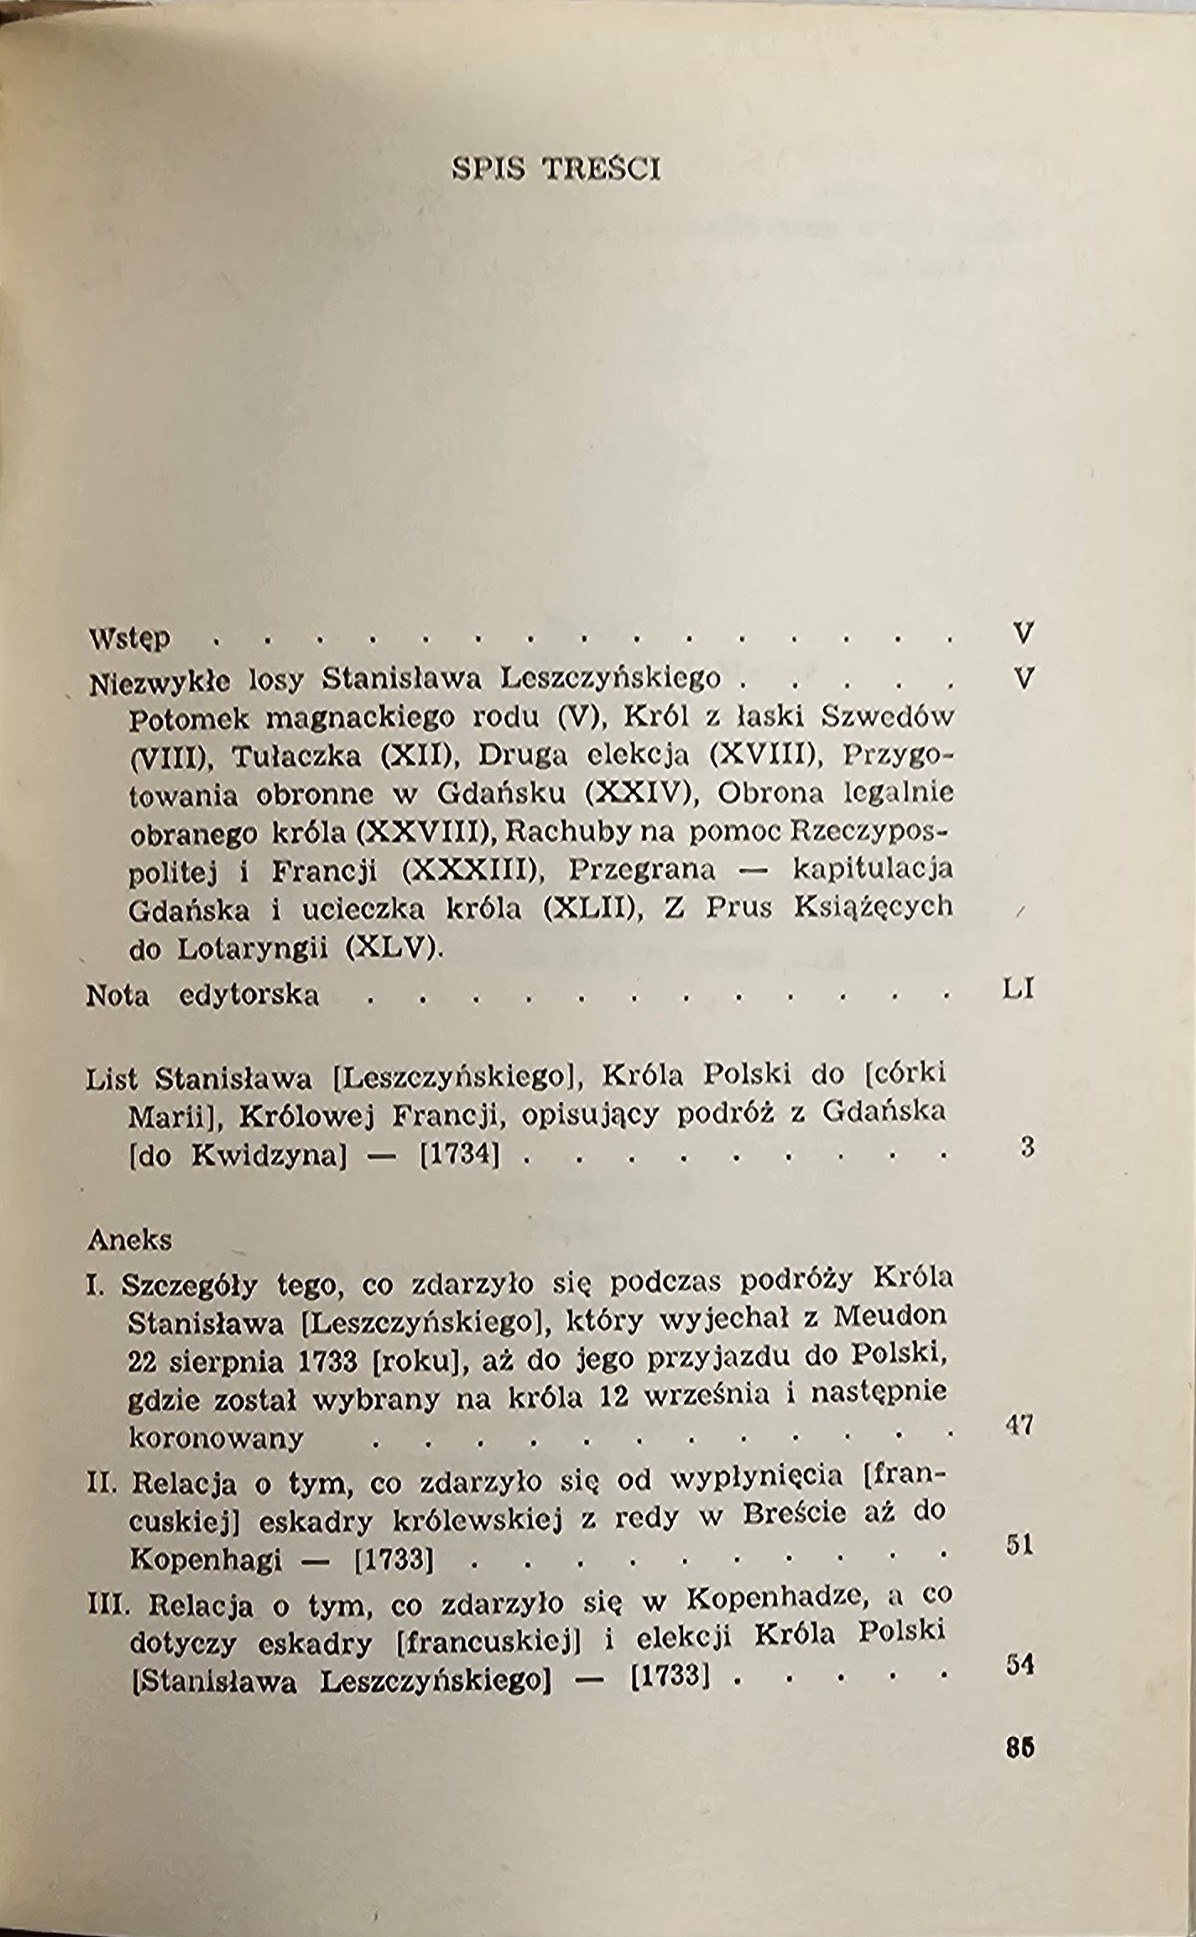 SPIS TREŚCI
Wstęp . . . . . . . . . . . . . . . V
Niezwykłe losy Stanisława Leszczyńskiego . . . . . V
Potomek magnackiego rodu (V), Król z łaski Szwedów
(VIII), Tułaczka (XII), Druga elekcja (XVIII), Przygo-
towania obronne w Gdańsku (XXIV), Obrona legalnie
obranego króla (XXVIII), Rachuby na pomoc Rzeczypos-
politej i Francji (XXXIII), Przegrana — kapitulacja
Gdańska i ucieczka króla (XLII), Z Prus Książęcych
do Lotaryngii (XLV).
Nota edytorska . . . . . . . . . . . . LI
List Stanisława [Leszczyńskiego], Króla Polski do [córki
Marii], Królowej Francji, opisujący podróż z Gdańska
[do Kwidzyna] — [1734] . . . . . . . . . 3
Aneks
I. Szczegóły tego, co zdarzyło się podczas podróży Króla
Stanisława [Leszczyńskiego], który wyjechał z Meudon
22 sierpnia 1733 [roku], aż do jego przyjazdu do Polski,
gdzie został wybrany na króla 12 września i następnie
koronowany . . . . . . . . . . . . 47
II. Relacja o tym, co zdarzyło się od wypłynięcia [fran-
cuskiej] eskadry królewskiej z redy w Breście aż do
Kopenhagi — [1733] . . . . . . . . . . 51
III. Relacja o tym, co zdarzyło się w Kopenhadze, a co
dotyczy eskadry [francuskiej] i elekcji Króla Polski
[Stanisława Leszczyńskiego] — [1733] . . . . . 54
85